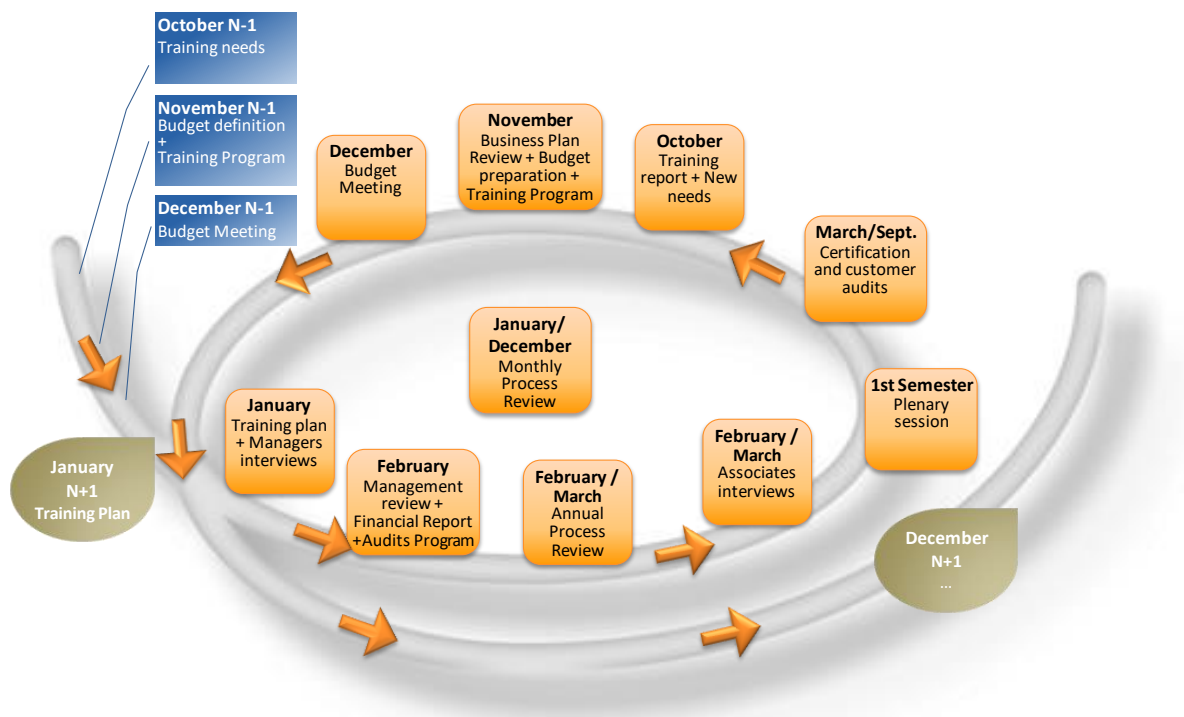 October N-1
Training needs
November N-1
Budget definition
+
Training Program
December N-1
Budget Meeting
December
Budget
Meeting
November
Business Plan
Review + Budget
preparation +
Training Program
October
Training
report + New
needs
March/Sept.
Certification
and customer
audits
January/
December
Monthly
Process
Review
1st Semester
Plenary
session
January
Training plan
+ Managers
interviews
February
Management
review +
Financial Report
+Audits Program
February /
March
Annual
Process
Review
February /
March
Associates
interviews
January
N+1
Training Plan
December
N+1
...